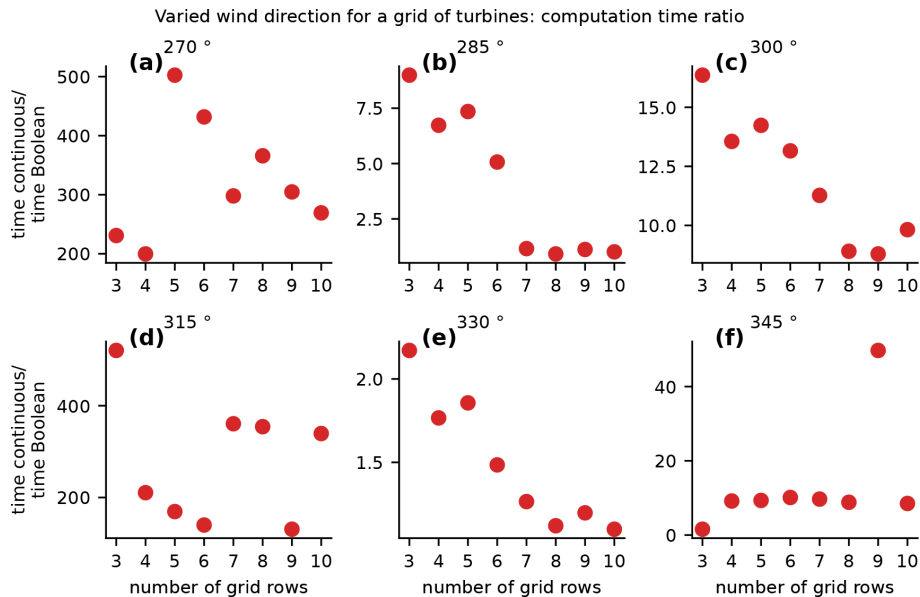 Varied wind direction for a grid of turbines: computation time ratio
(a) 270 °
(b) 285 °
(c) 300 °
time continuous/
time Boolean
500
400
300
200
3 4 5 6 7 8 9 10
7.5
5.0
2.5
3 4 5 6 7 8 9 10
15.0
12.5
10.0
3 4 5 6 7 8 9 10
(d) 315 °
(e) 330 °
(f) 345 °
time continuous/
time Boolean
400
200
3 4 5 6 7 8 9 10
number of grid rows
2.0
1.5
3 4 5 6 7 8 9 10
number of grid rows
40
20
0
3 4 5 6 7 8 9 10
number of grid rows